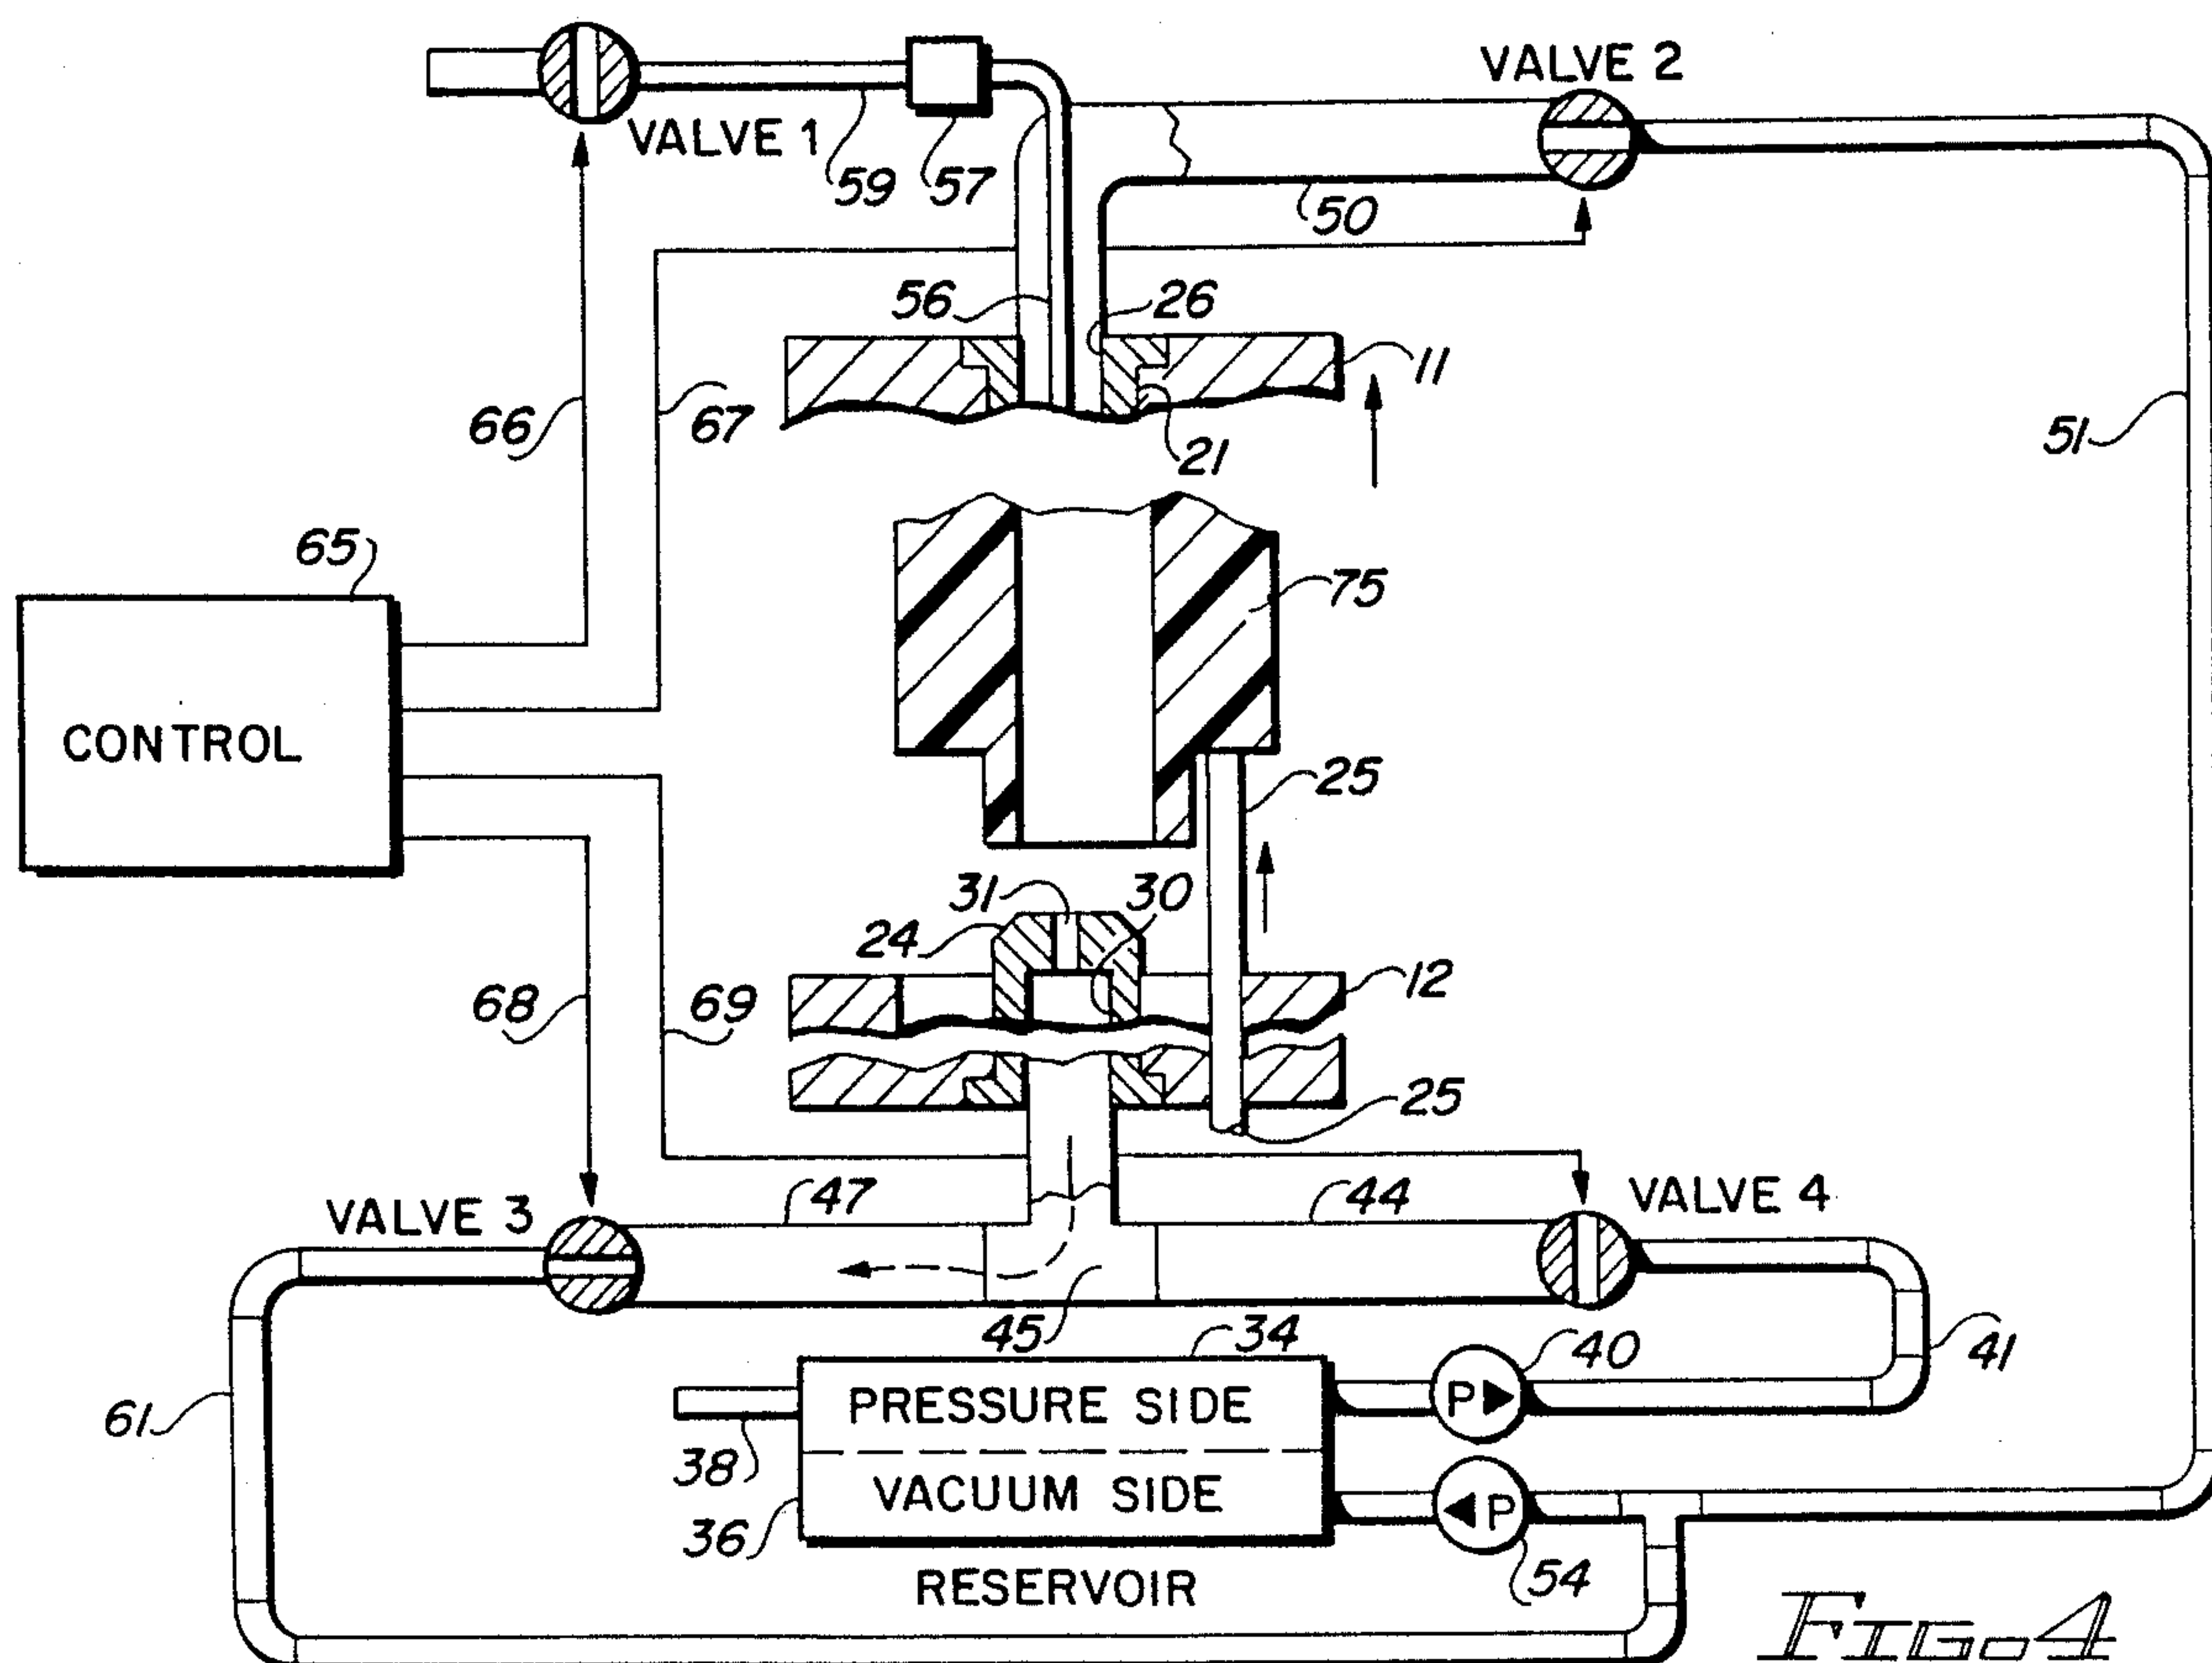 VALVE 2
VALVE 1
59
57
50
56
26
11
66
67
21
51
65
75
CONTROL
25
31
30
24
12
68
69
25
VALVE 3
47
44
VALVE 4
45
34
40
41
61
P
PRESSURE SIDE
38
VACUUM SIDE
P
36
54
RESERVOIR
FIG. 4